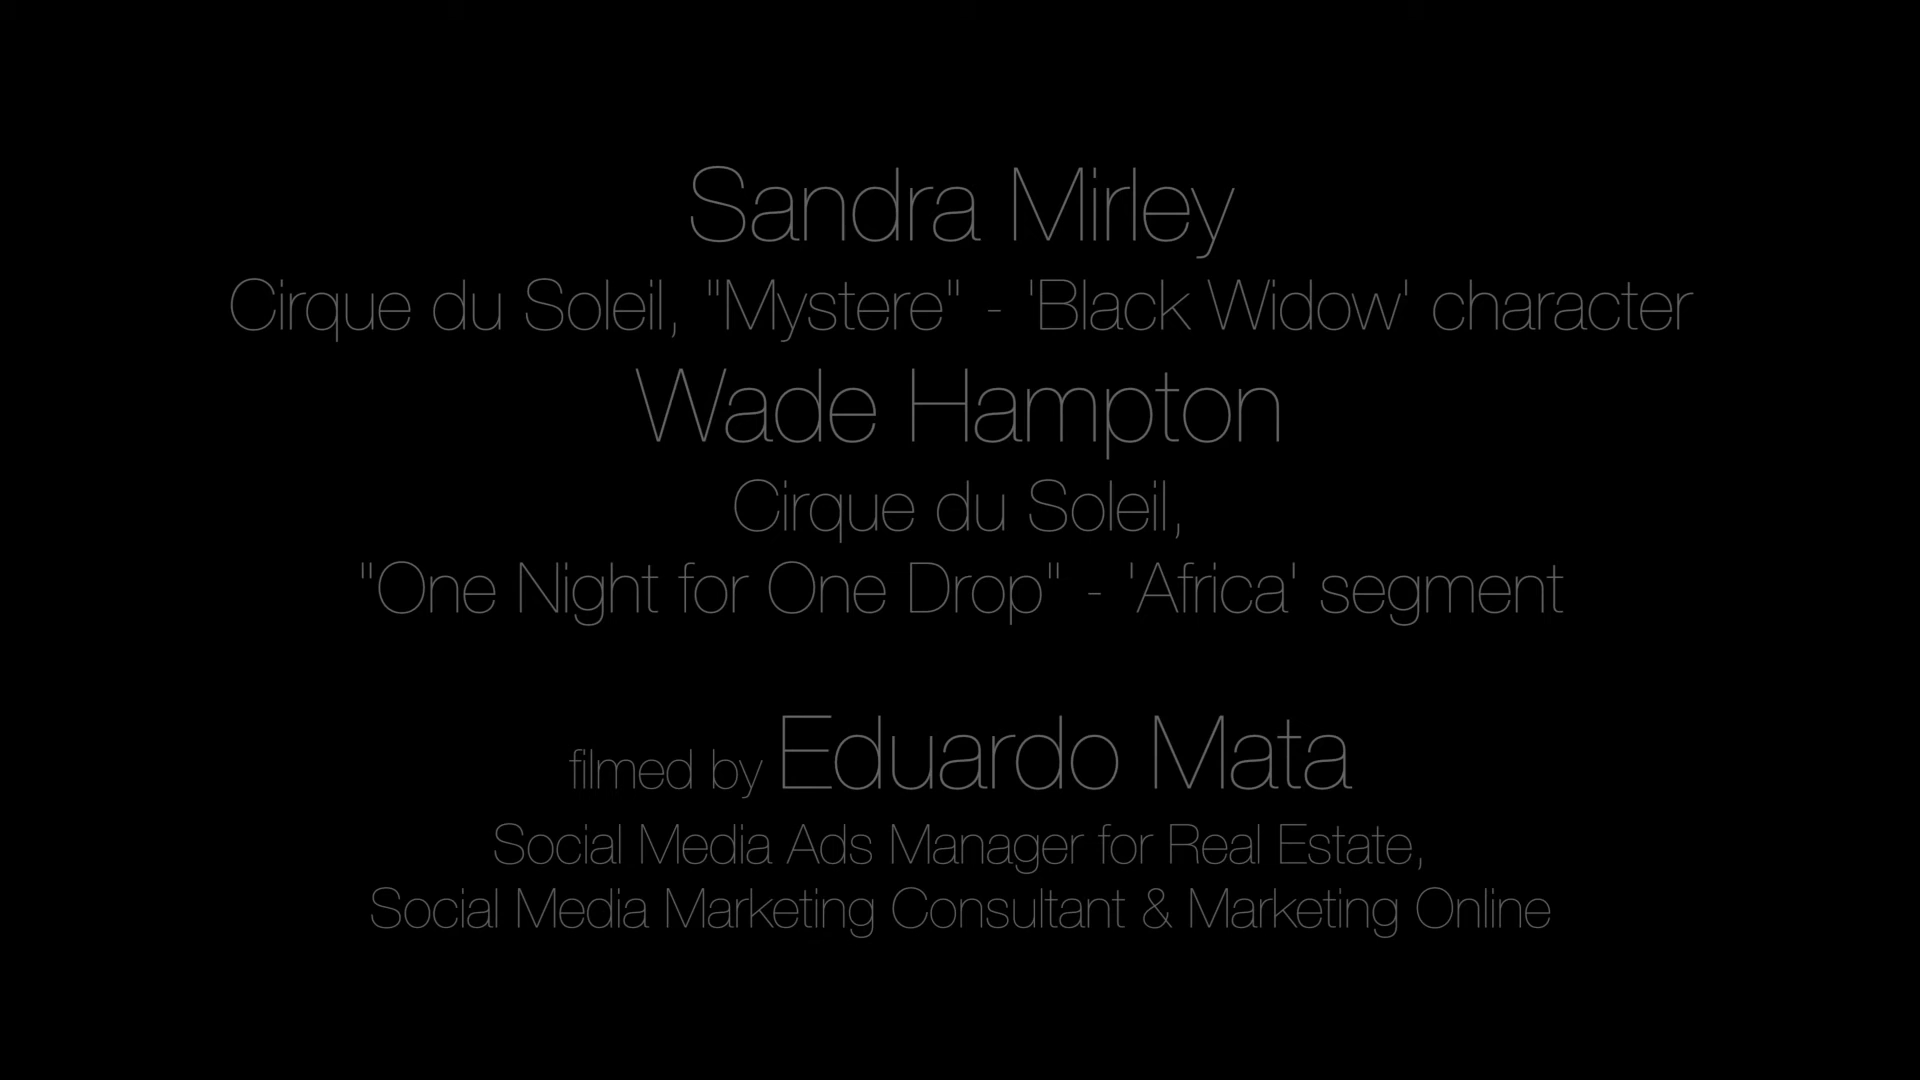 Sandra Mirley
Cirque du Soleil, "Mystere" - 'Black Widow' character
Wade Hampton
Cirque du Soleil,
"One Night for One Drop" - 'Africa' segment
filmed by Eduardo Mata
Social Media Ads Manager for Real Estate,
Social Media Marketing Consultant & Marketing Online